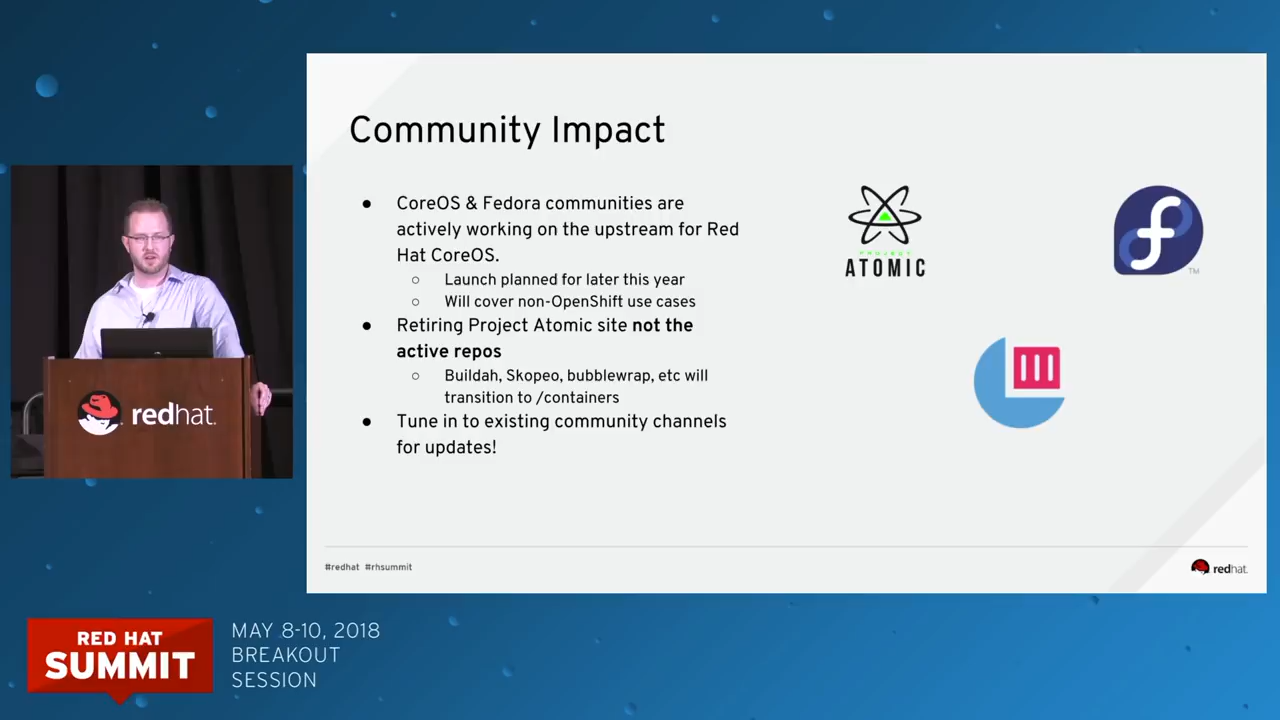 Community Impact
● CoreOS & Fedora communities are
actively working on the upstream for Red
Hat CoreOS.
○ Launch planned for later this year
○ Will cover non-OpenShift use cases
● Retiring Project Atomic site not the
active repos
○ Buildah, Skopeo, bubblewrap, etc will
transition to /containers
● Tune in to existing community channels
for updates!
PROJECT
ATOMIC
f
TM
redhat.
#redhat #rhsummit
redhat.
RED HAT
SUMMIT
MAY 8-10, 2018
BREAKOUT
SESSION